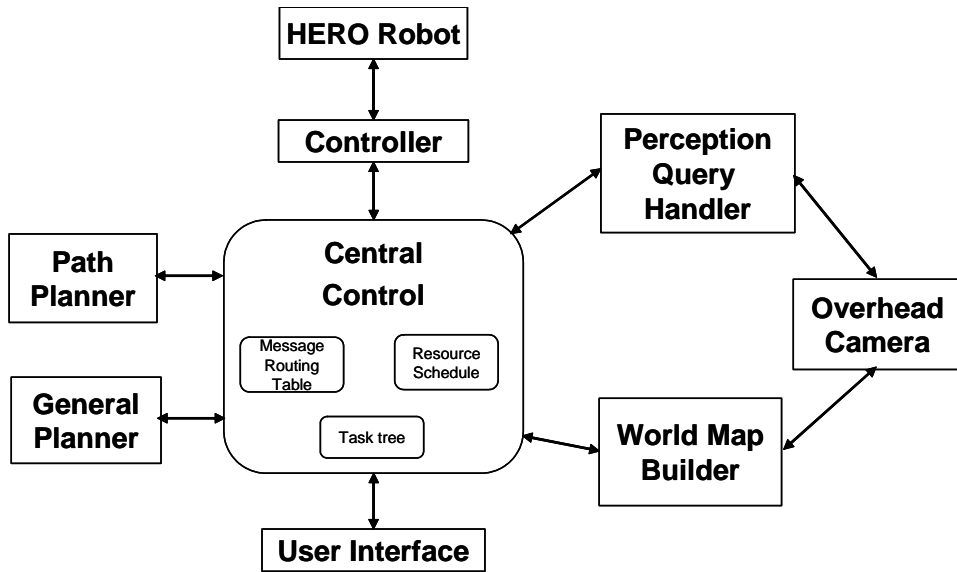 HERO Robot
Controller
Perception
Query
Handler
Central
Control
Path
Planner
Overhead
Camera
Message
Routing
Table
Resource
Schedule
General
Planner
Task tree
World Map
Builder
User Interface